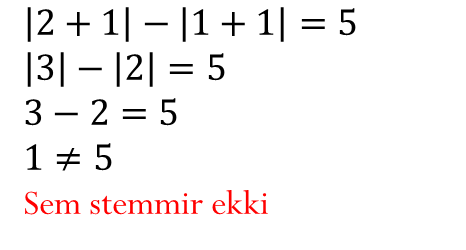 |2 + 1| − |1 + 1| = 5
|3| − |2| = 5
3 − 2 = 5
1 ≠ 5
Sem stemmir ekki